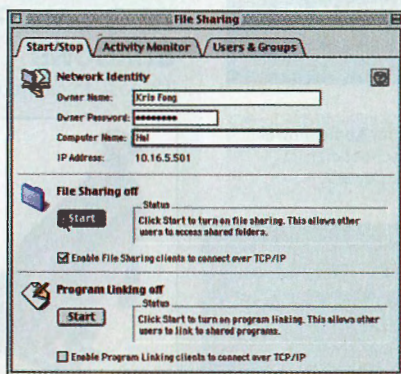 File Sharing
Start/Stop
Activity Monitor
Users & Groups
Network Identity
Owner Name: Kris Fong
Owner Password: ••••••••
Computer Name: Hal
IP Address: 10.16.5.501
File Sharing off
Start
Status
Click Start to turn on file sharing. This allows other
users to access shared folders.
Enable File Sharing clients to connect over TCP/IP
Program Linking off
Start
Status
Click Start to turn on program linking. This allows other
users to link to shared programs.
Enable Program Linking clients to connect over TCP/IP